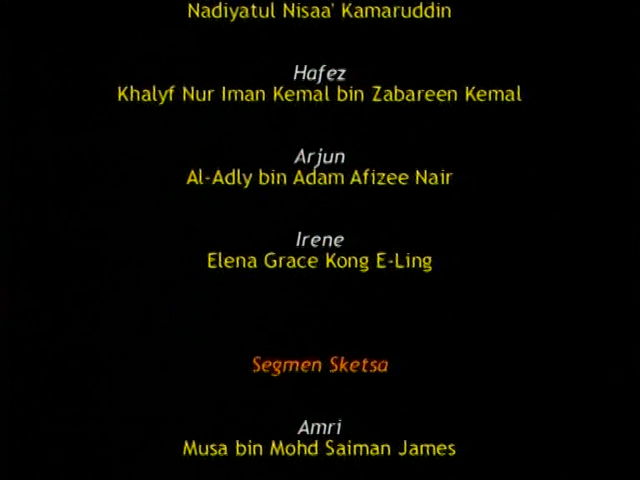 Nadiyatul Nisaa' Kamaruddin
Hafez
Khalyf Nur Iman Kemal bin Zabareen Kemal
Arjun
Al-Adly bin Adam Afizee Nair
Irene
Elena Grace Kong E-Ling
Segmen Sketsa
Amri
Musa bin Mohd Saiman James